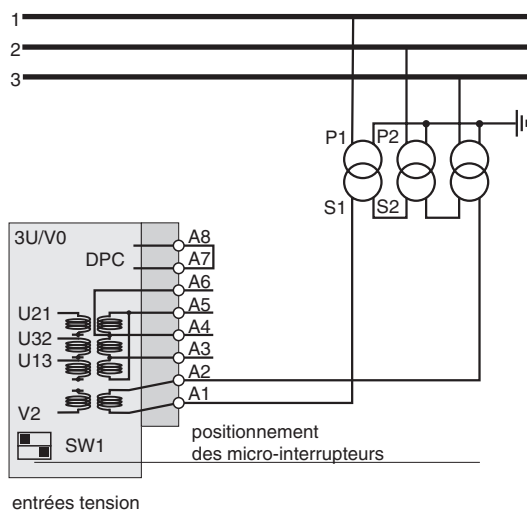 1
2
3
P1 P2
S1 S2
3U/V0
DPC
A8
A7
A6
U21 A5
U32 A4
U13 A3
A2
A1
V2
SW1
positionnement
des micro-interrupteurs
entrées tension